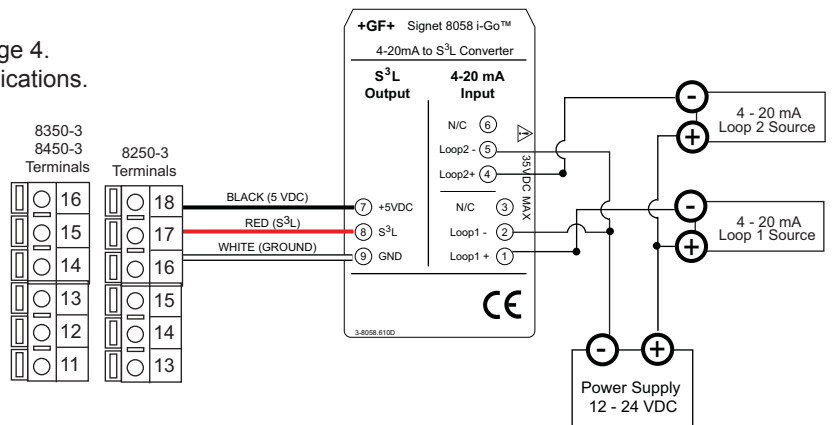 ge 4.
ications.
8350-3
8450-3
Terminals
16
15
14
13
12
11
8250-3
Terminals
18
17
16
15
14
13
BLACK (5 VDC)
RED (S³L)
WHITE (GROUND)
+GF+ Signet 8058 i-Go™
4-20mA to S³L Converter
S³L
Output
4-20 mA
Input
N/C 6
Loop2 - 5
Loop2+ 4
N/C 3
Loop1 - 2
Loop1 + 1
7 +5VDC
8 S³L
9 GND
35VDC MAX
CE
3-8058.610D
-
+
4 - 20 mA
Loop 2 Source
-
+
4 - 20 mA
Loop 1 Source
- +
Power Supply
12 - 24 VDC